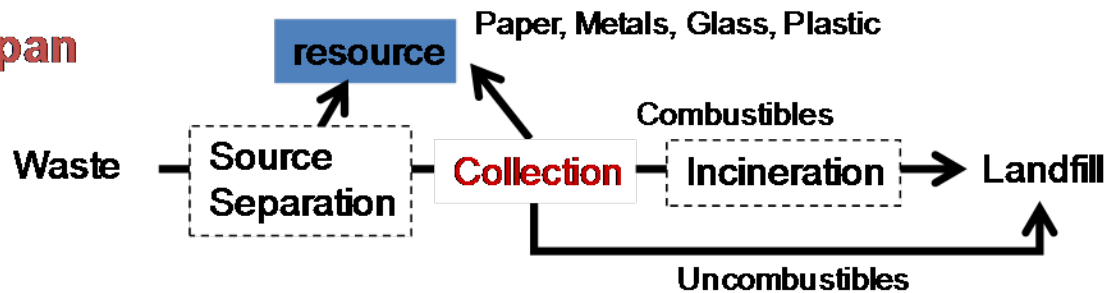 pan
Paper, Metals, Glass, Plastic
resource
Combustibles
Waste
Source
Separation
Collection
Incineration
Landfill
Uncombustibles